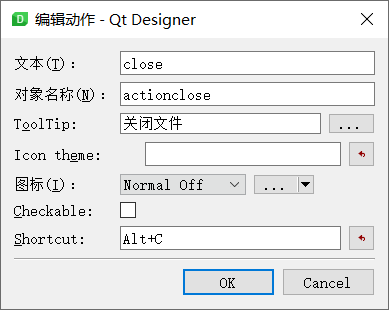 编辑动作 - Qt Designer
文本(T)： close
对象名称(N)： actionclose
ToolTip: 关闭文件 ...
Icon theme:
图标(I)： Normal Off ...
Checkable:
Shortcut: Alt+C
OK Cancel